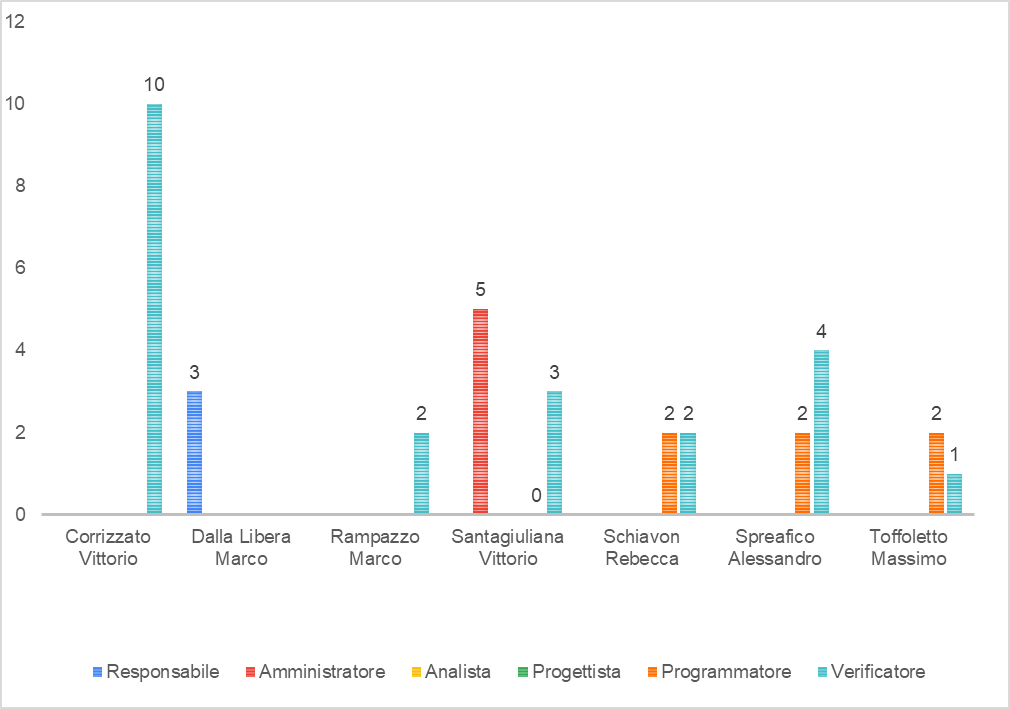 12
10
8
6
4
2
0
10
3
2
5
0
3
2
2
2
4
2
1
Corrizzato
Vittorio
Dalla Libera
Marco
Rampazzo
Marco
Santagiuliana
Vittorio
Schiavon
Rebecca
Spreafico
Alessandro
Toffoletto
Massimo
Responsabile
Amministratore
Analista
Progettista
Programmatore
Verificatore